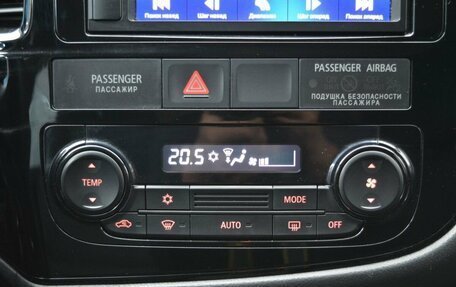 Поиск назад
Шаг назад
Диапазон
Шаг вперед
Поиск вперед
PASSENGER
ПАССАЖИР
PASSENGER AIRBAG
ПОДУШКА БЕЗОПАСНОСТИ
ПАССАЖИРА
20.5
TEMP
MODE
AUTO
OFF